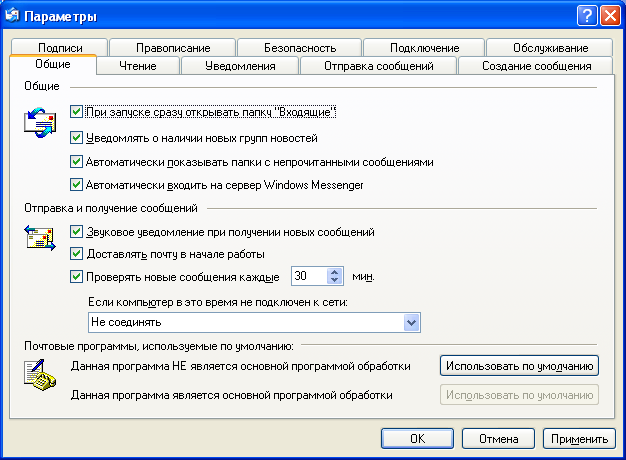 Параметры
Подписи Правописание Безопасность Подключение Обслуживание
Общие Чтение Уведомления Отправка сообщений Создание сообщения
Общие
При запуске сразу открывать папку "Входящие"
Уведомлять о наличии новых групп новостей
Автоматически показывать папки с непрочитанными сообщениями
Автоматически входить на сервер Windows Messenger
Отправка и получение сообщений
Звуковое уведомление при получении новых сообщений
Доставлять почту в начале работы
Проверять новые сообщения каждые 30 мин.
Если компьютер в это время не подключен к сети:
Не соединять
Почтовые программы, используемые по умолчанию:
Данная программа НЕ является основной программой обработки Использовать по умолчанию
Данная программа является основной программой обработки Использовать по умолчанию
ОК Отмена Применить